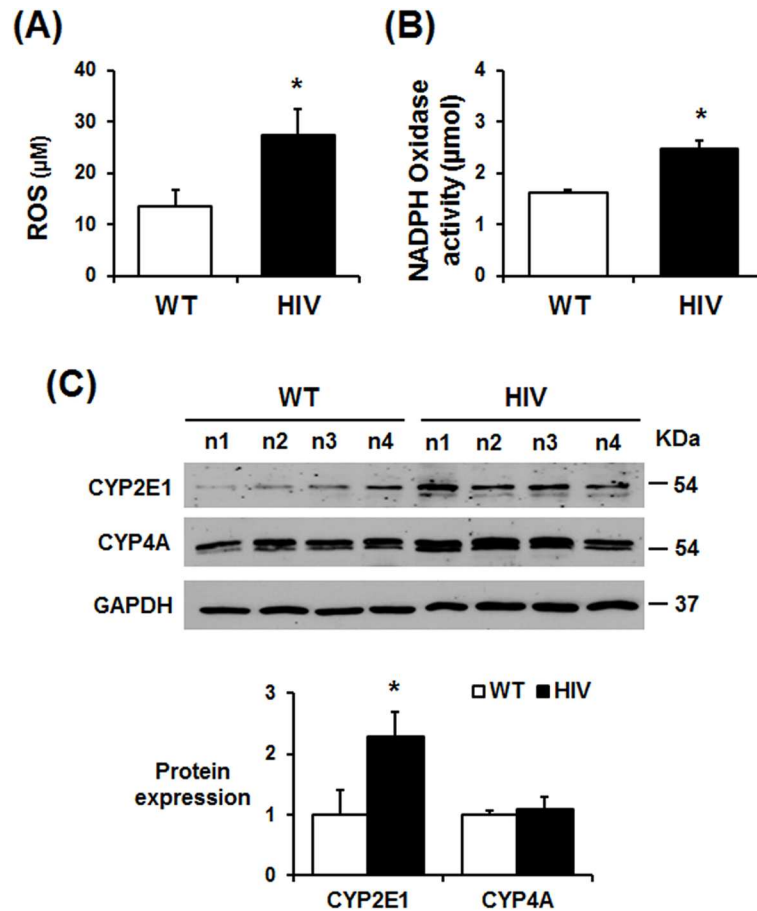 (A)
ROS (µM)
40
30
20
10
0
*
WT HIV
(B)
NADPH Oxidase
activity (µmol)
4
3
2
1
0
*
WT HIV
(C)
WT HIV
n1 n2 n3 n4 n1 n2 n3 n4 KDa
CYP2E1 54
CYP4A 54
GAPDH 37
Protein
expression
3
2
1
0
*
WT HIV
CYP2E1 CYP4A